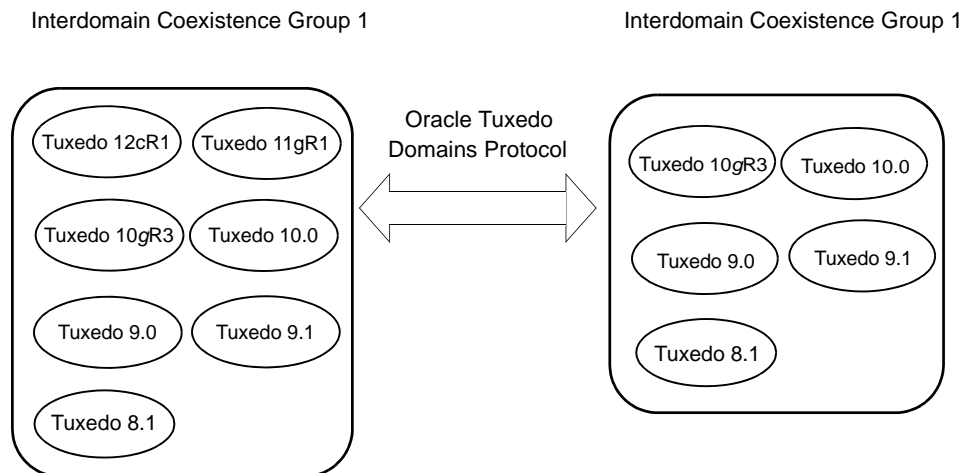 Interdomain Coexistence Group 1
Interdomain Coexistence Group 1
Tuxedo 12cR1
Tuxedo 11gR1
Tuxedo 10gR3
Tuxedo 10.0
Tuxedo 9.0
Tuxedo 9.1
Tuxedo 8.1
Oracle Tuxedo
Domains Protocol
Tuxedo 10gR3
Tuxedo 10.0
Tuxedo 9.0
Tuxedo 9.1
Tuxedo 8.1